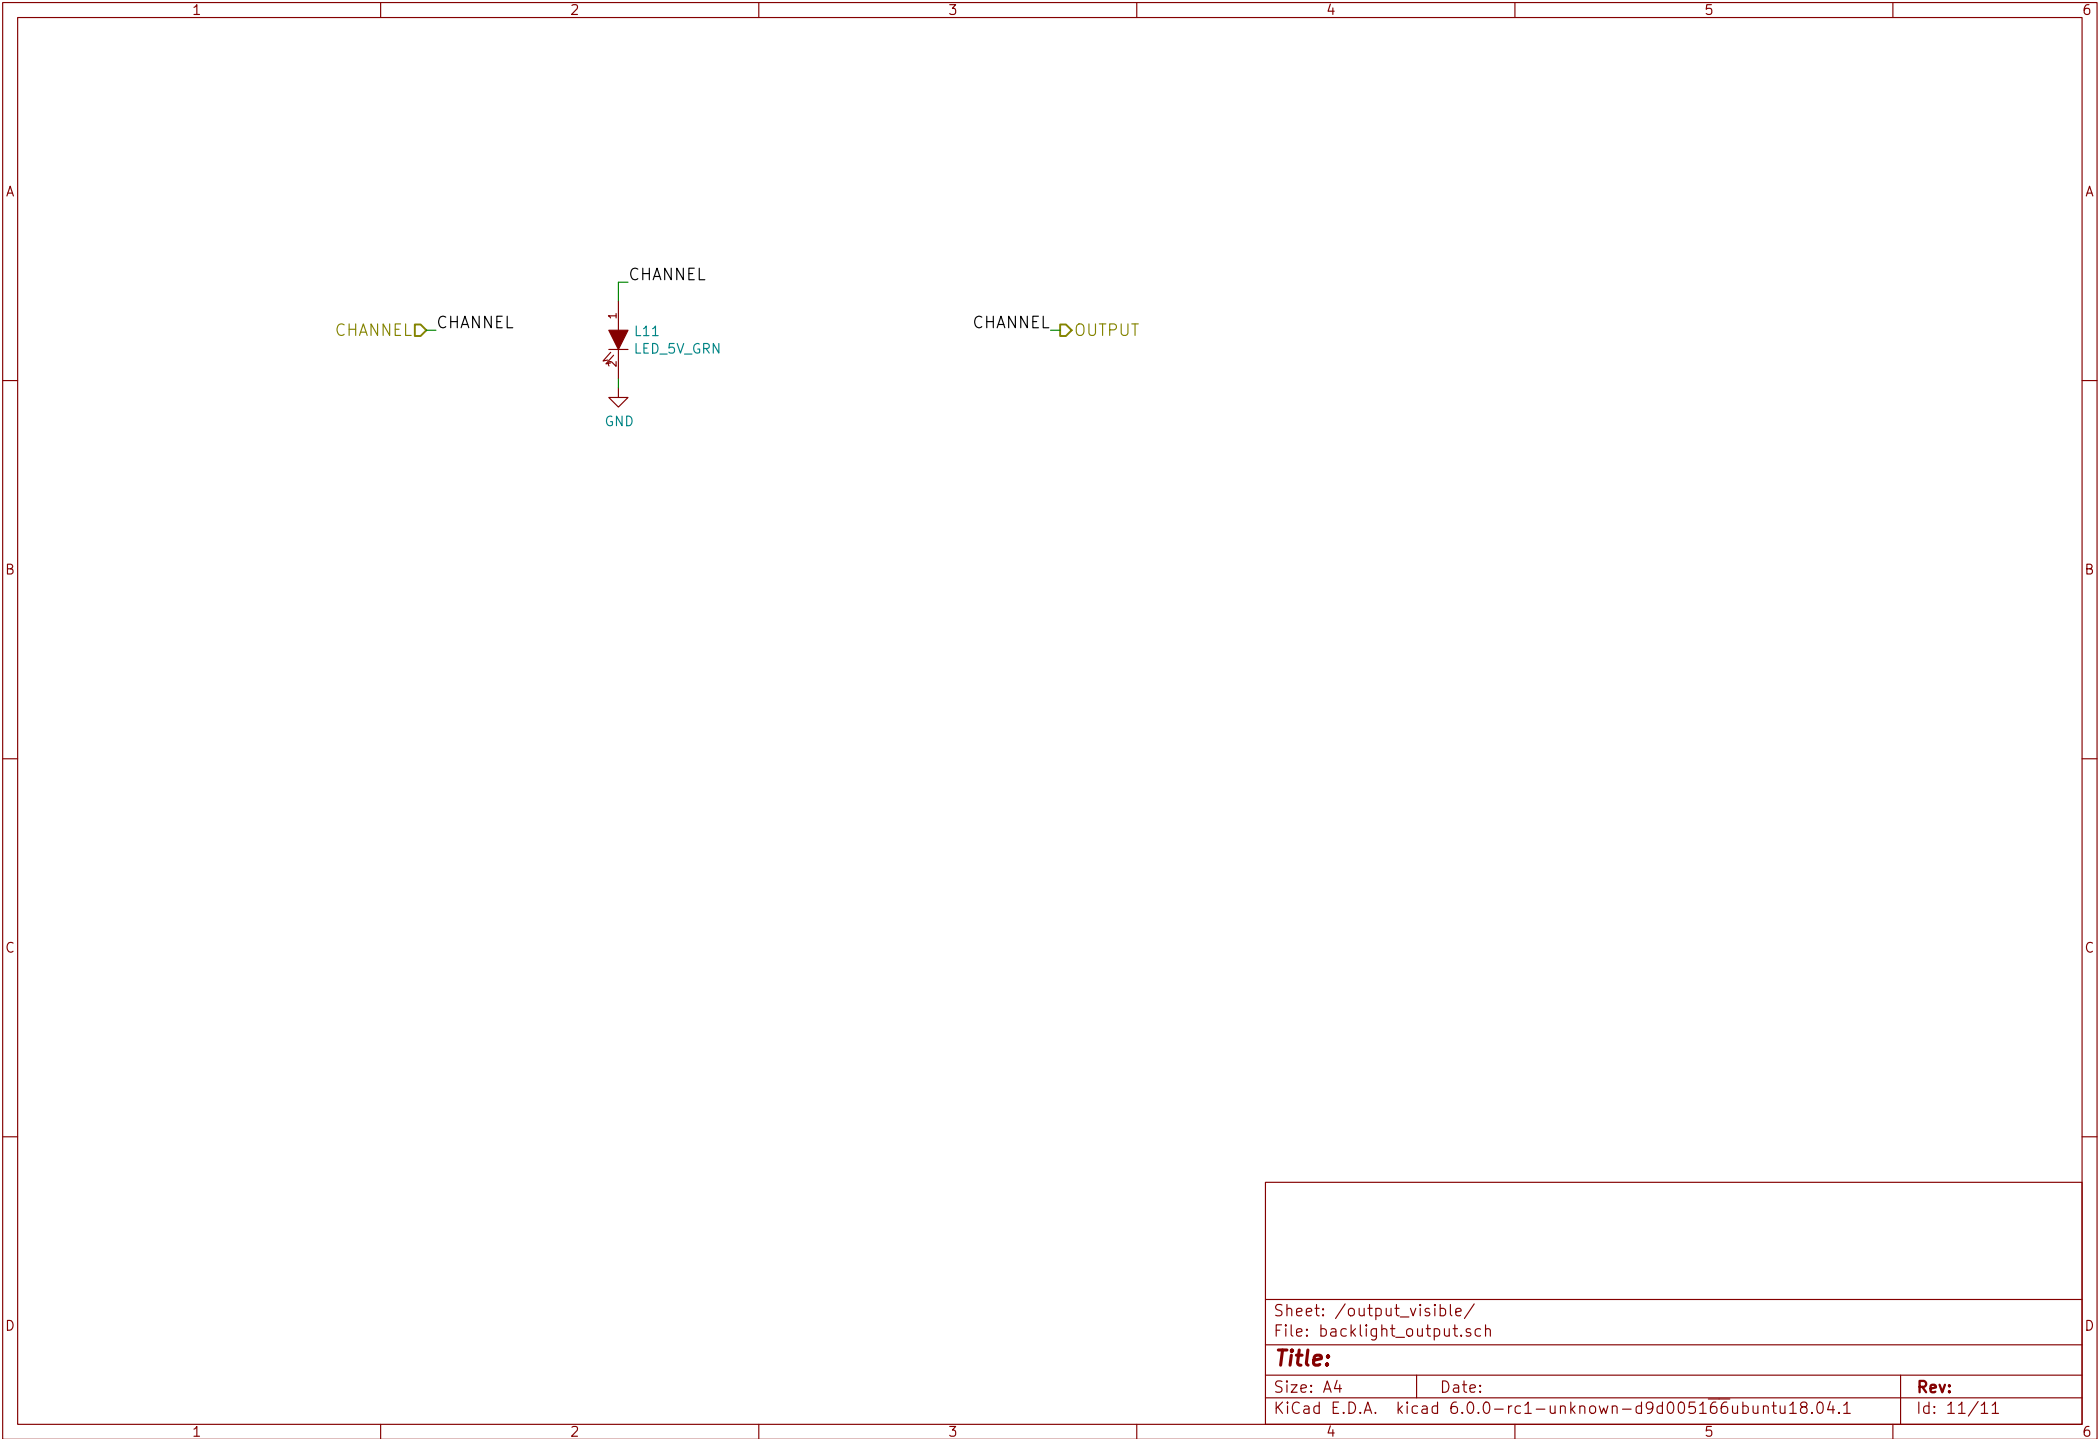 1 2 3 4 5 6
A A
CHANNEL
CHANNEL CHANNEL
1
L11
LED_5V_GRN
2
CHANNEL OUTPUT
GND
B B
C C
D D
Sheet: /output_visible/
File: backlight_output.sch
Title:
Size: A4 Date: Rev:
KiCad E.D.A. kicad 6.0.0-rc1-unknown-d9d005166ubuntu18.04.1 Id: 11/11
1 2 3 4 5 6